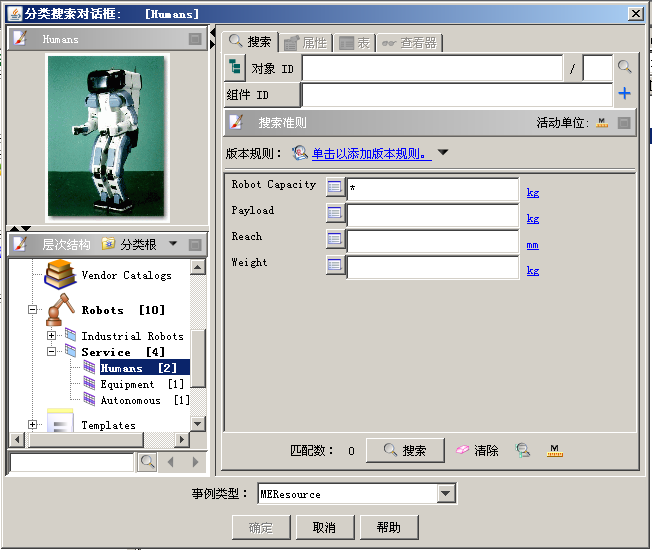 分类搜索对话框: [Humans]
Humans
搜索 属性 表 查看器
对象 ID /
组件 ID
搜索准则 活动单位: M
版本规则: 单击以添加版本规则。
Robot Capacity * kg
Payload kg
Reach mm
Weight kg
层次结构 分类根
Vendor Catalogs
Robots [10]
Industrial Robots
Service [4]
Humans [2]
Equipment [1]
Autonomous [1]
Templates
匹配数: 0 搜索 清除 M
事例类型: MEResource
确定 取消 帮助